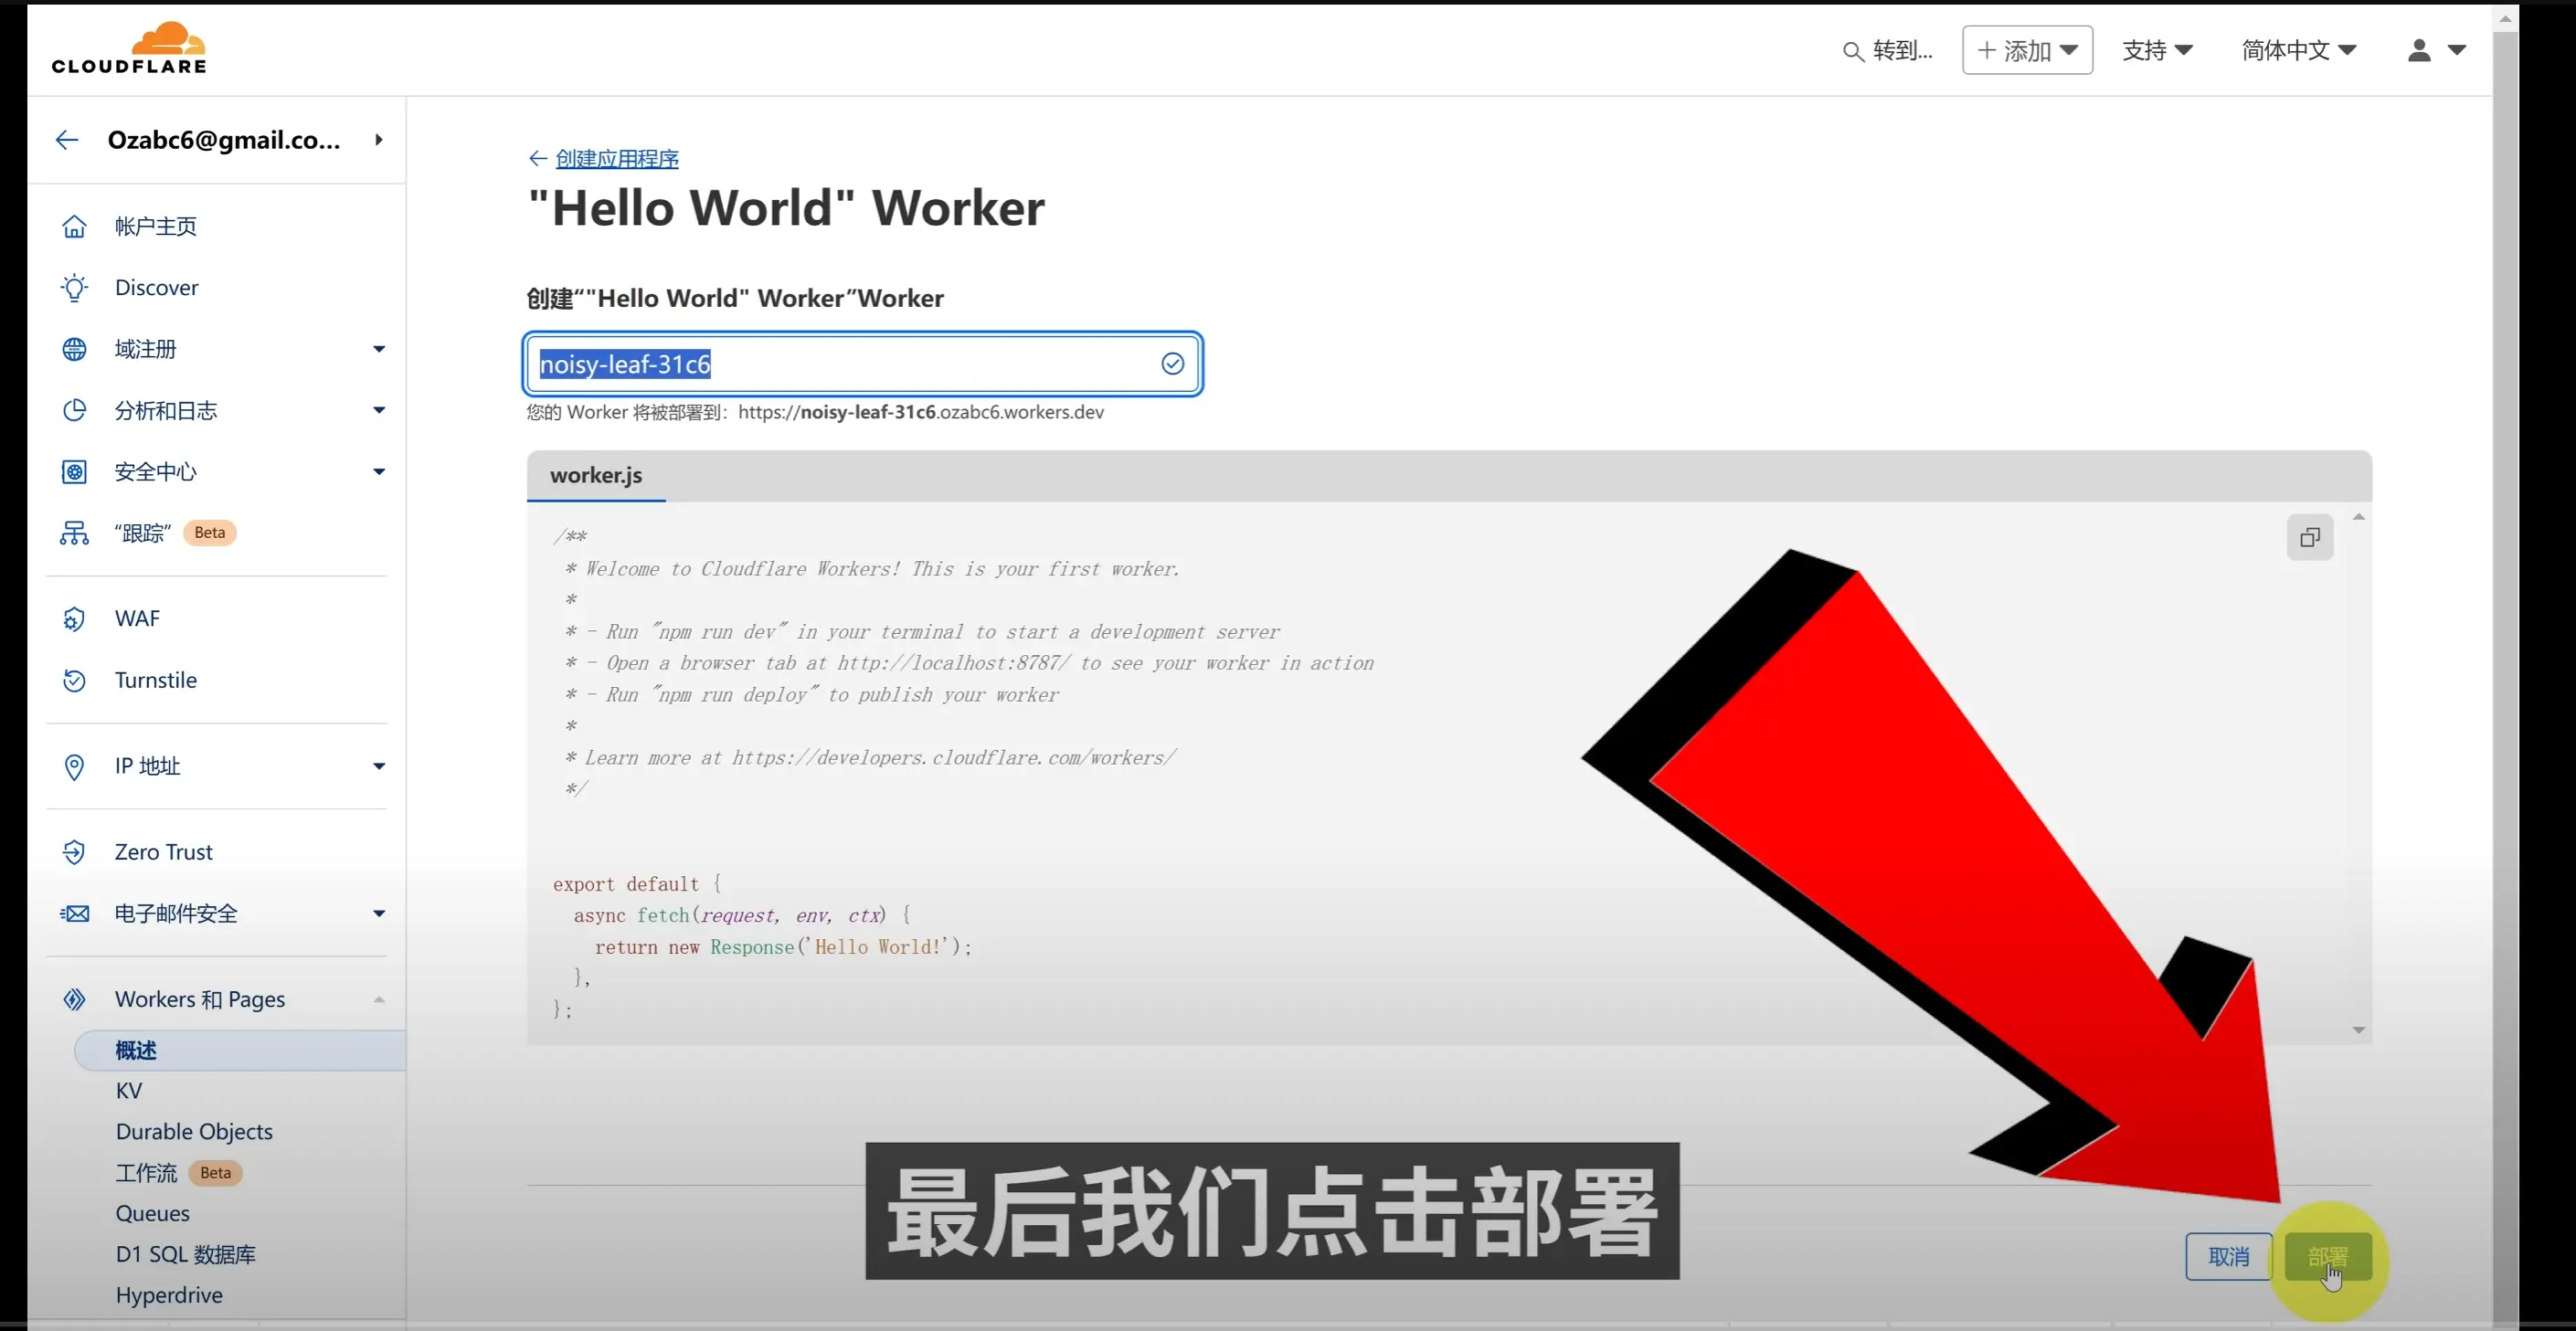 CLOUDFLARE
转到...
添加
支持
简体中文
Ozabc6@gmail.co...
帐户主页
Discover
域注册
分析和日志
安全中心
“跟踪” Beta
WAF
Turnstile
IP 地址
Zero Trust
电子邮件安全
Workers 和 Pages
概述
KV
Durable Objects
工作流 Beta
Queues
D1 SQL 数据库
Hyperdrive
创建应用程序
"Hello World" Worker
创建“"Hello World" Worker”Worker
noisy-leaf-31c6
您的 Worker 将被部署到：https://noisy-leaf-31c6.ozabc6.workers.dev
worker.js
/**
* Welcome to Cloudflare Workers! This is your first worker.
*
* - Run "npm run dev" in your terminal to start a development server
* - Open a browser tab at http://localhost:8787/ to see your worker in action
* - Run "npm run deploy" to publish your worker
*
* Learn more at https://developers.cloudflare.com/workers/
*/
export default {
async fetch(request, env, ctx) {
return new Response('Hello World!');
},
};
最后我们点击部署
取消
部署